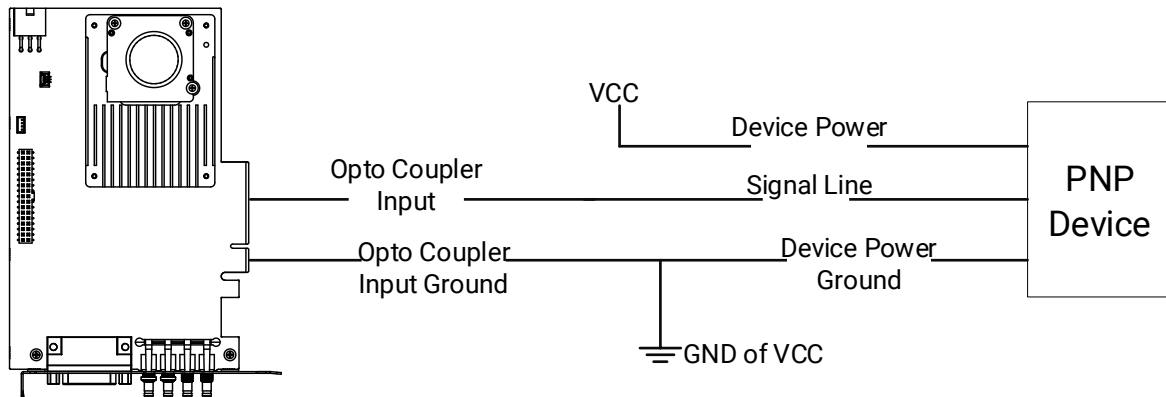 VCC
Device Power
Opto Coupler
Input
Signal Line
PNP
Device
Opto Coupler
Input Ground
Device Power
Ground
GND of VCC